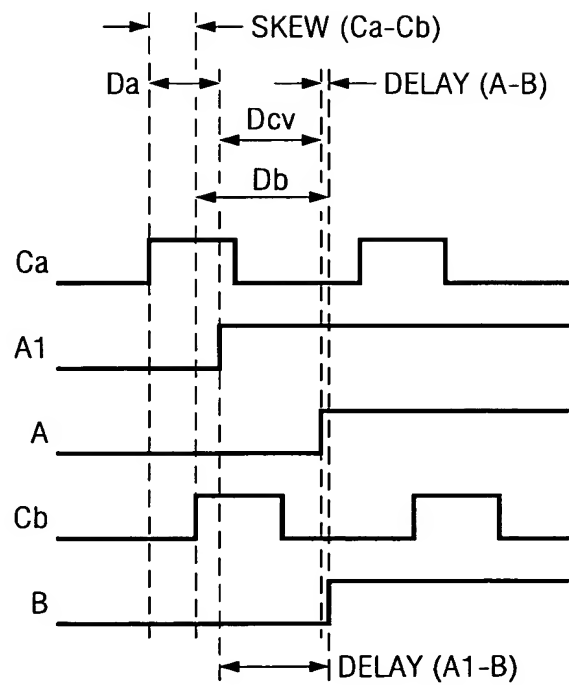 SKEW (Ca-Cb)
Da
DELAY (A-B)
Dcv
Db
Ca
A1
A
Cb
B
DELAY (A1-B)